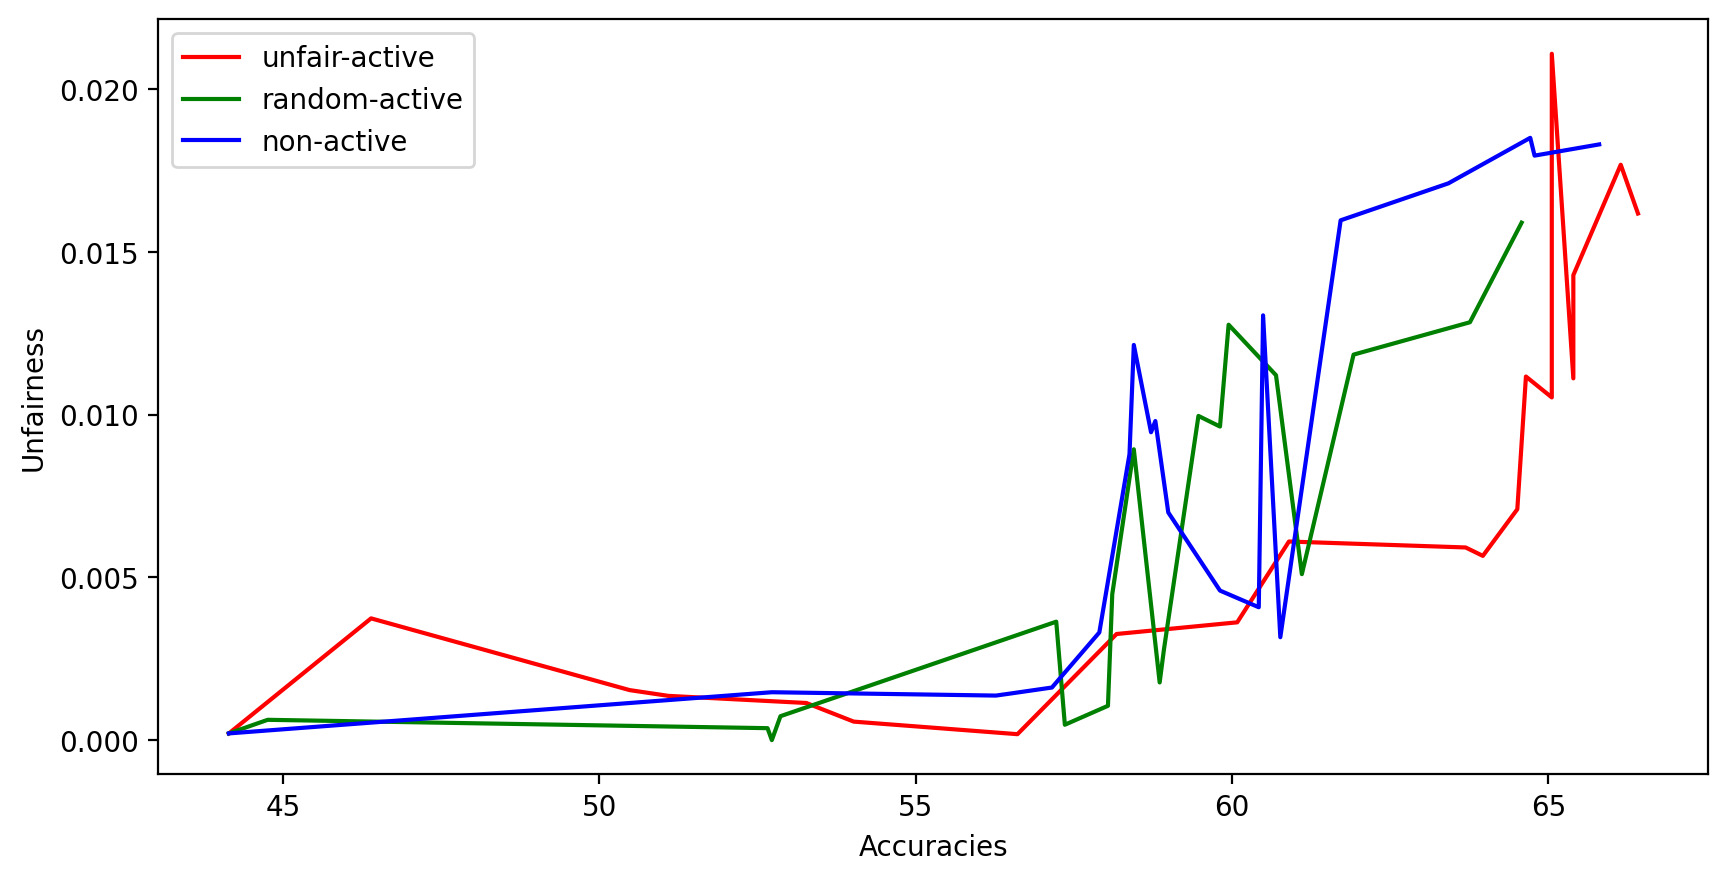 unfair-active
random-active
non-active
0.020
0.015
0.010
0.005
0.000
Unfairness
45 50 55 60 65
Accuracies